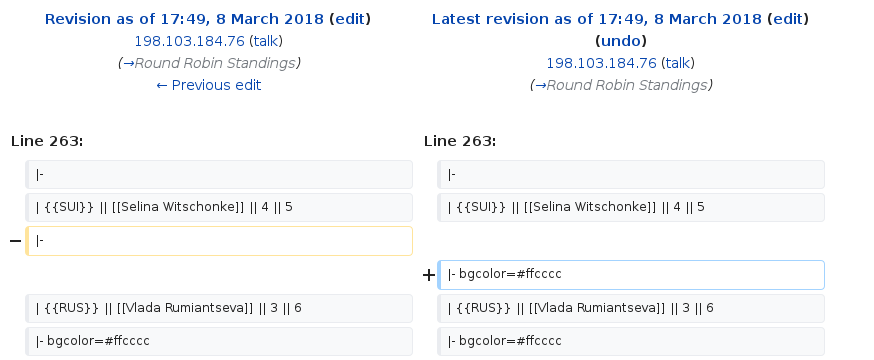 Revision as of 17:49, 8 March 2018 (edit)
198.103.184.76 (talk)
(→Round Robin Standings)
← Previous edit
Latest revision as of 17:49, 8 March 2018 (edit)
(undo)
198.103.184.76 (talk)
(→Round Robin Standings)
Line 263:
Line 263:
|-
|-
| {{SUI}} || [[Selina Witschonke]] || 4 || 5
| {{SUI}} || [[Selina Witschonke]] || 4 || 5
− |-
+ |- bgcolor=#ffcccc
| {{RUS}} || [[Vlada Rumiantseva]] || 3 || 6
| {{RUS}} || [[Vlada Rumiantseva]] || 3 || 6
|- bgcolor=#ffcccc
|- bgcolor=#ffcccc